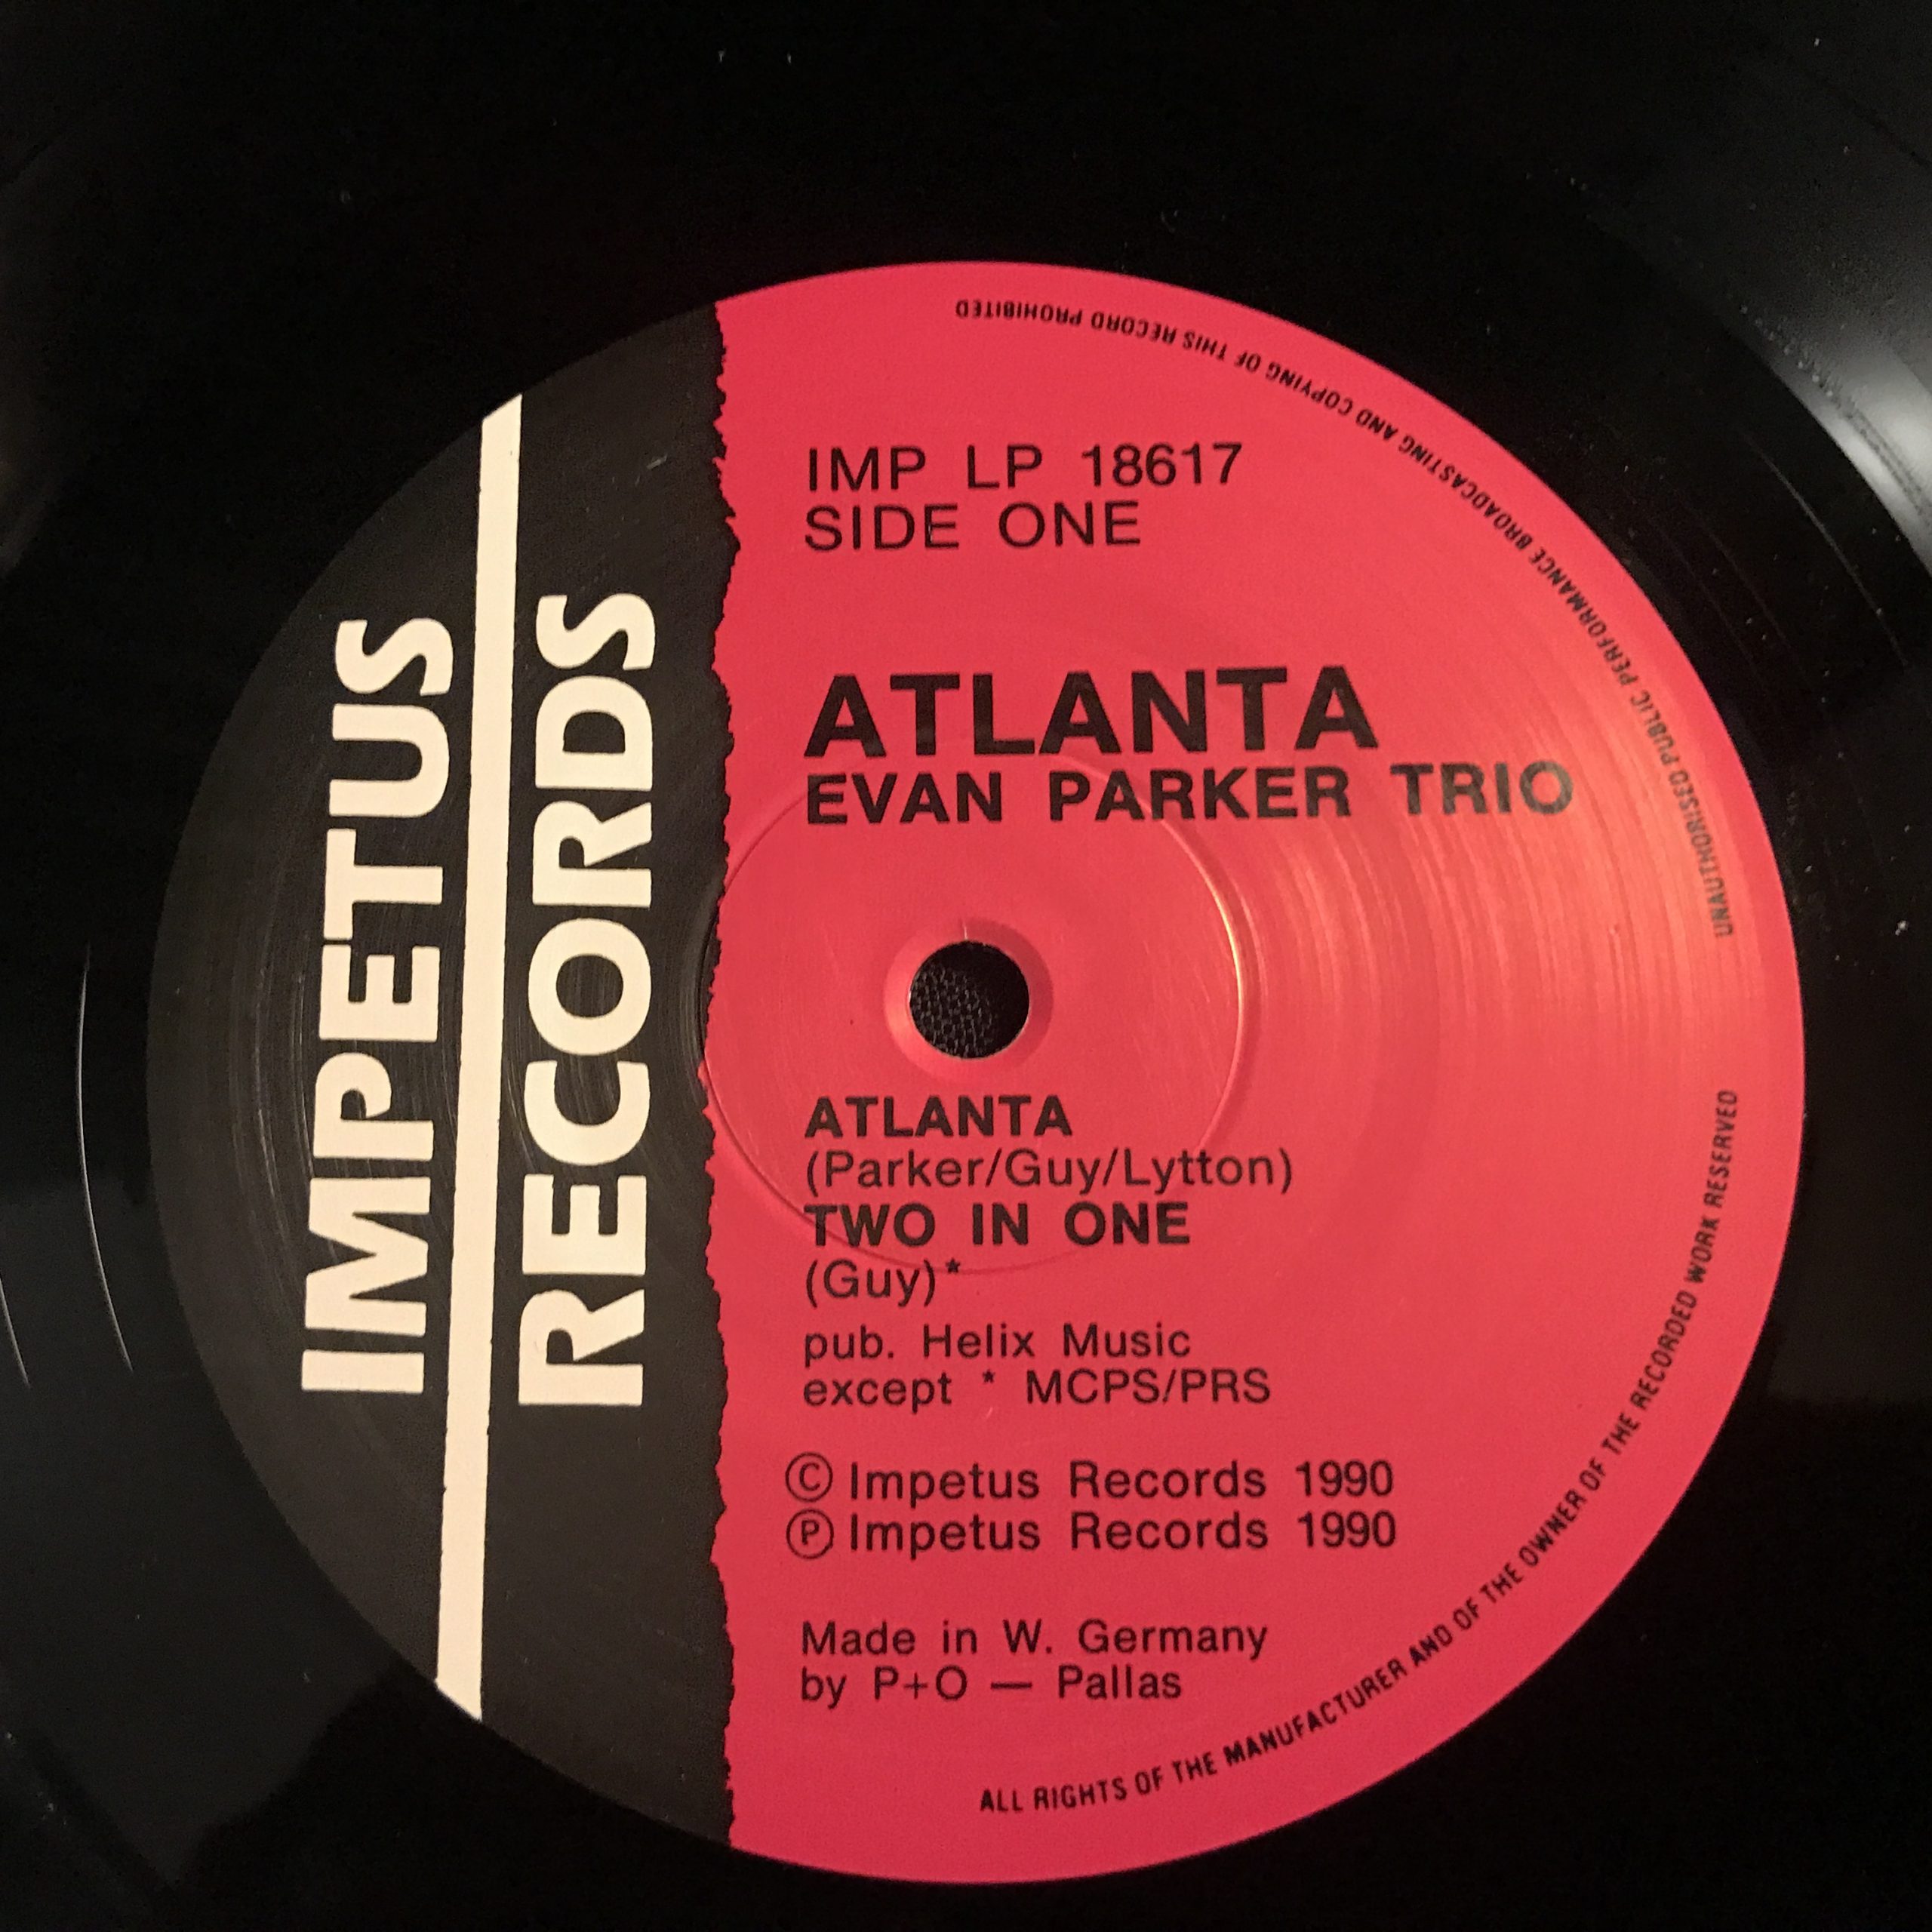 IMPETUS
RECORDS
IMP LP 18617
SIDE ONE
ATLANTA
EVAN PARKER TRIO
ATLANTA
(Parker/Guy/Lytton)
TWO IN ONE
(Guy)*
pub. Helix Music
except * MCPS/PRS
© Impetus Records 1990
℗ Impetus Records 1990
Made in W. Germany
by P+O — Pallas
ALL RIGHTS OF THE MANUFACTURER AND OF THE OWNER OF THE RECORDED WORK RESERVED
UNAUTHORISED PUBLIC PERFORMANCE BROADCASTING AND COPYING OF THIS RECORD PROHIBITED